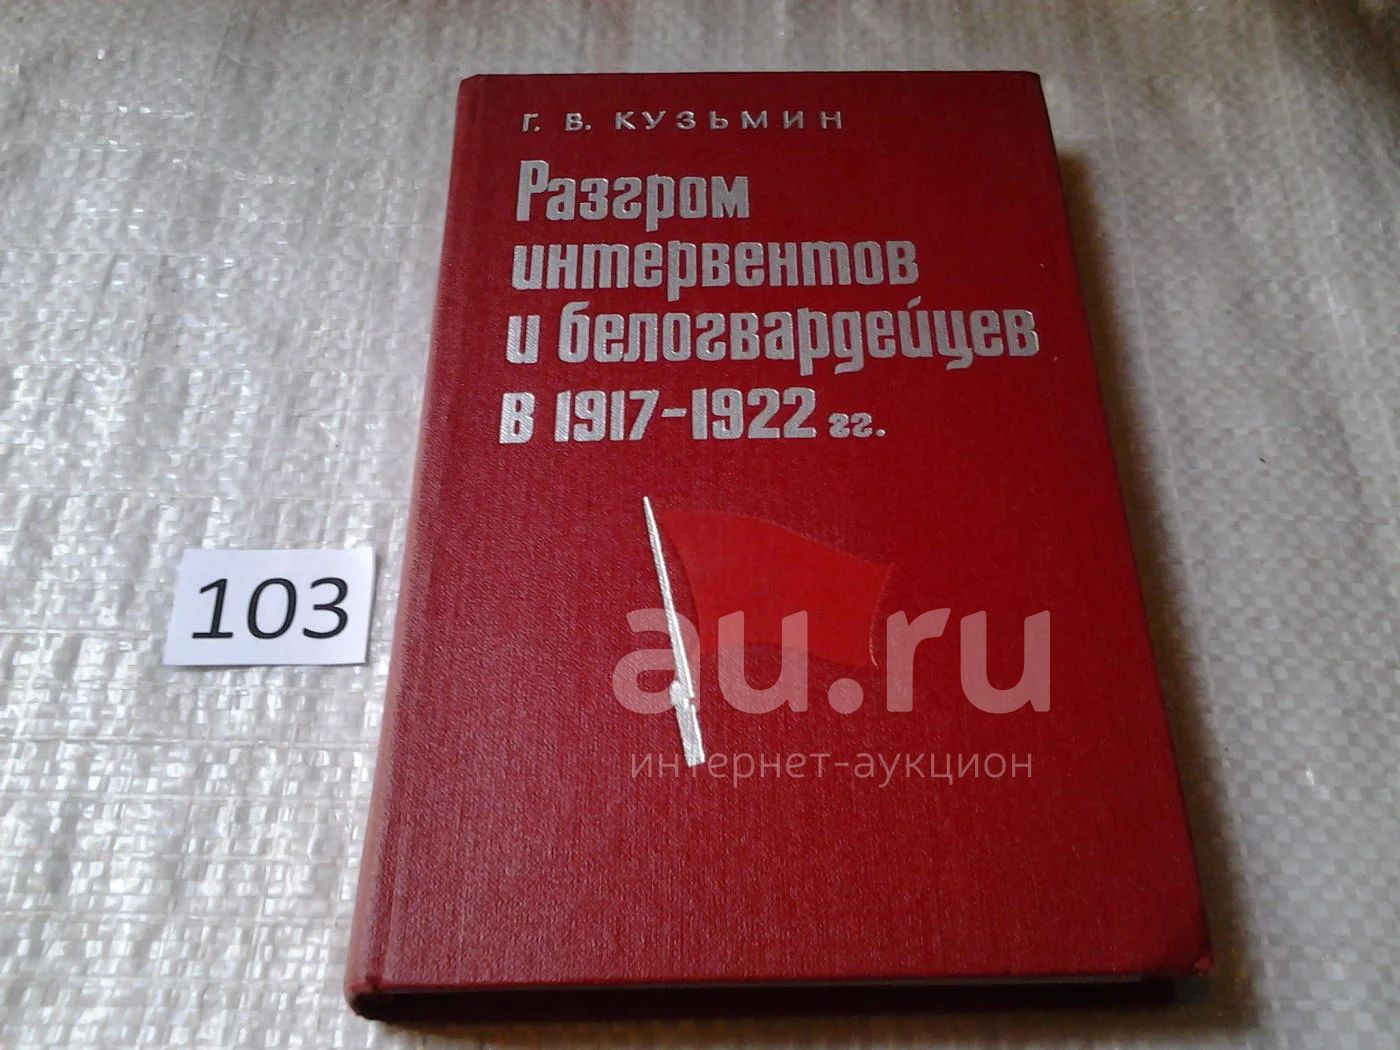 Г. В. КУЗЬМИН
Разгром
интервентов
и белогвардейцев
в 1917-1922 гг.
103
au.ru
интернет-аукцион